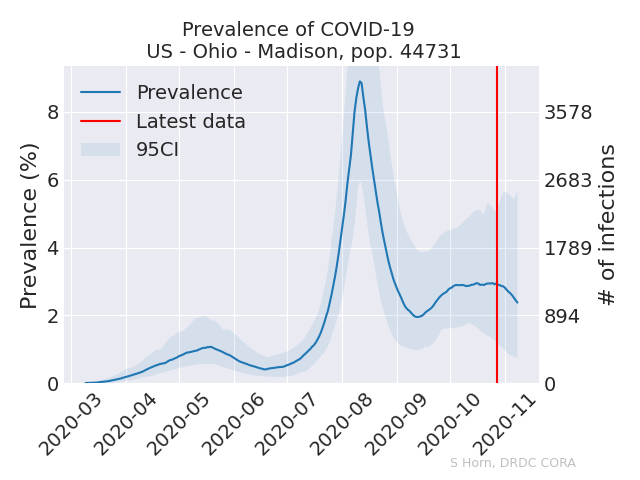 Prevalence of COVID-19
US - Ohio - Madison, pop. 44731
Prevalence
Latest data
95CI
Prevalence (%)
8
6
4
2
0
3578
2683
1789
894
0
# of infections
2020-03
2020-04
2020-05
2020-06
2020-07
2020-08
2020-09
2020-10
2020-11
S Horn, DRDC CORA